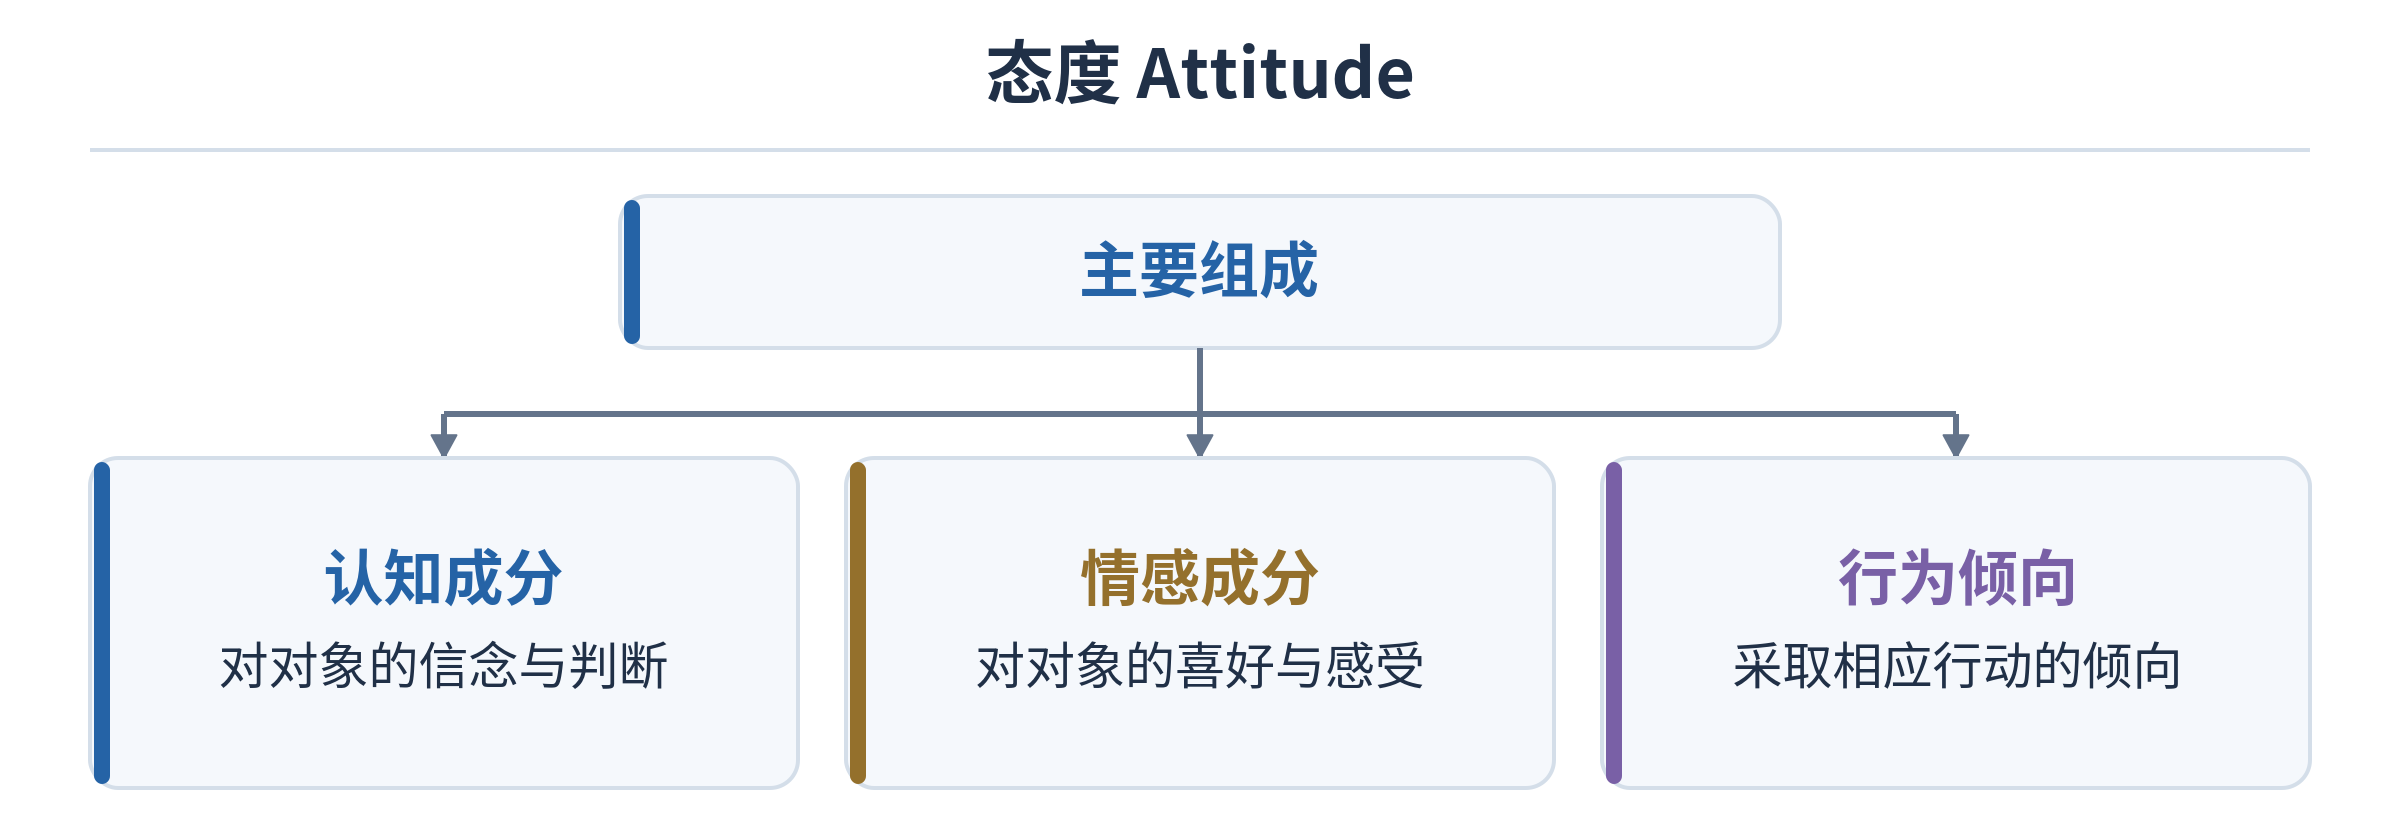 态度 Attitude
主要组成
认知成分
对对象的信念与判断
情感成分
对对象的喜好与感受
行为倾向
采取相应行动的倾向